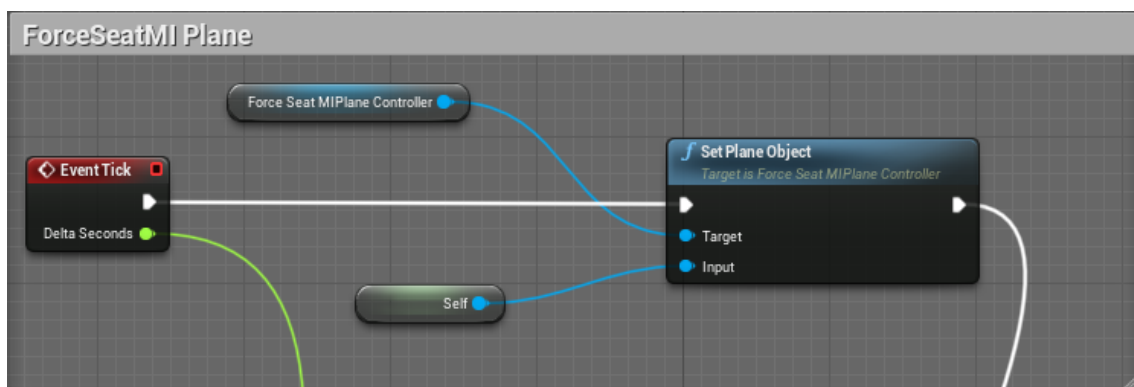 ForceSeatMI Plane
Force Seat MIPlane Controller
Event Tick
Delta Seconds
f Set Plane Object
Target is Force Seat MIPlane Controller
Target
Input
Self